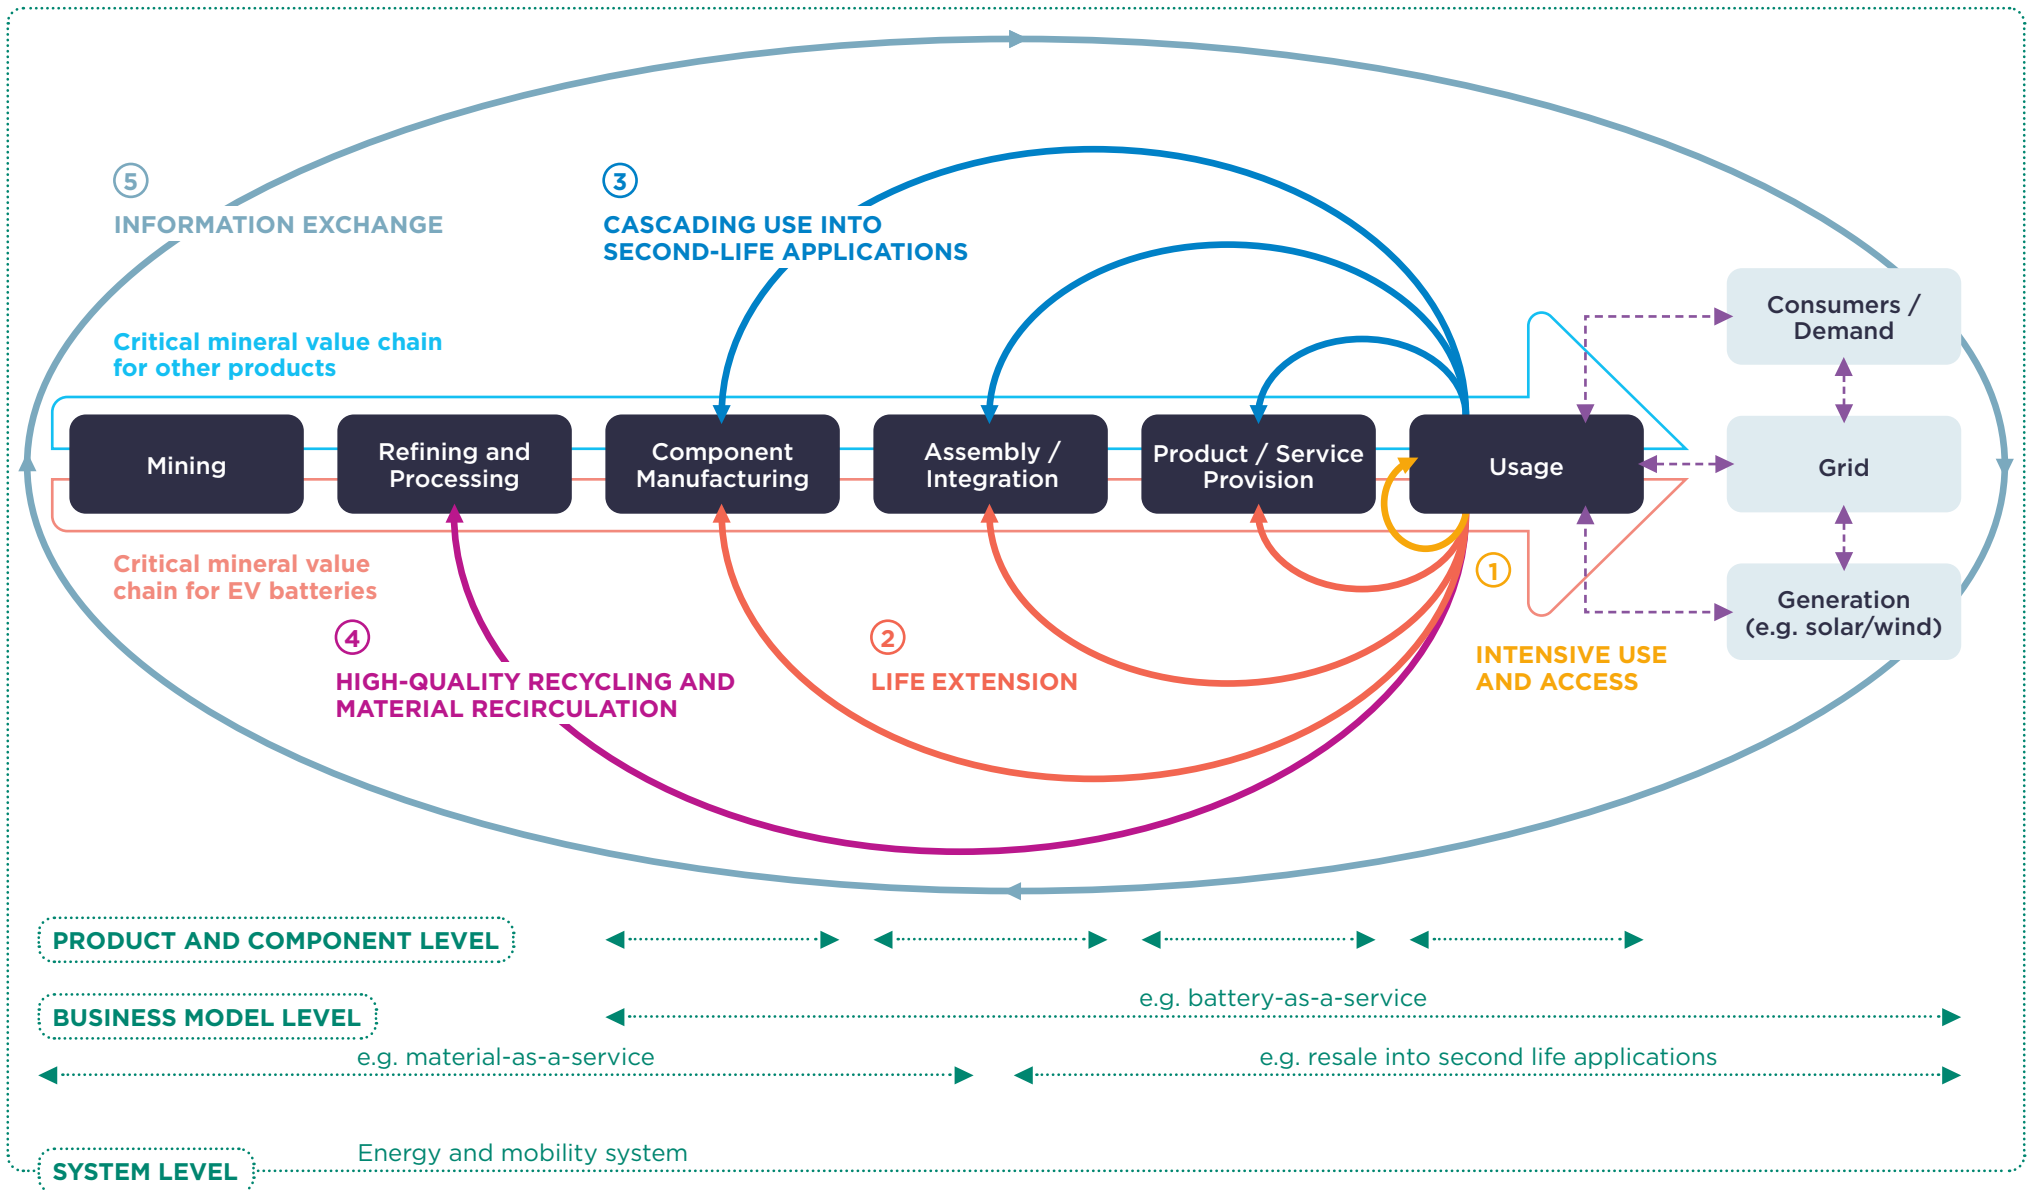 5
INFORMATION EXCHANGE
3
CASCADING USE INTO
SECOND-LIFE APPLICATIONS
Critical mineral value chain
for other products
Consumers /
Demand
Mining
Refining and
Processing
Component
Manufacturing
Assembly /
Integration
Product / Service
Provision
Usage
Grid
Critical mineral value
chain for EV batteries
1
INTENSIVE USE
AND ACCESS
Generation
(e.g. solar/wind)
4
HIGH-QUALITY RECYCLING AND
MATERIAL RECIRCULATION
2
LIFE EXTENSION
PRODUCT AND COMPONENT LEVEL
BUSINESS MODEL LEVEL
e.g. battery-as-a-service
e.g. material-as-a-service
e.g. resale into second life applications
SYSTEM LEVEL
Energy and mobility system